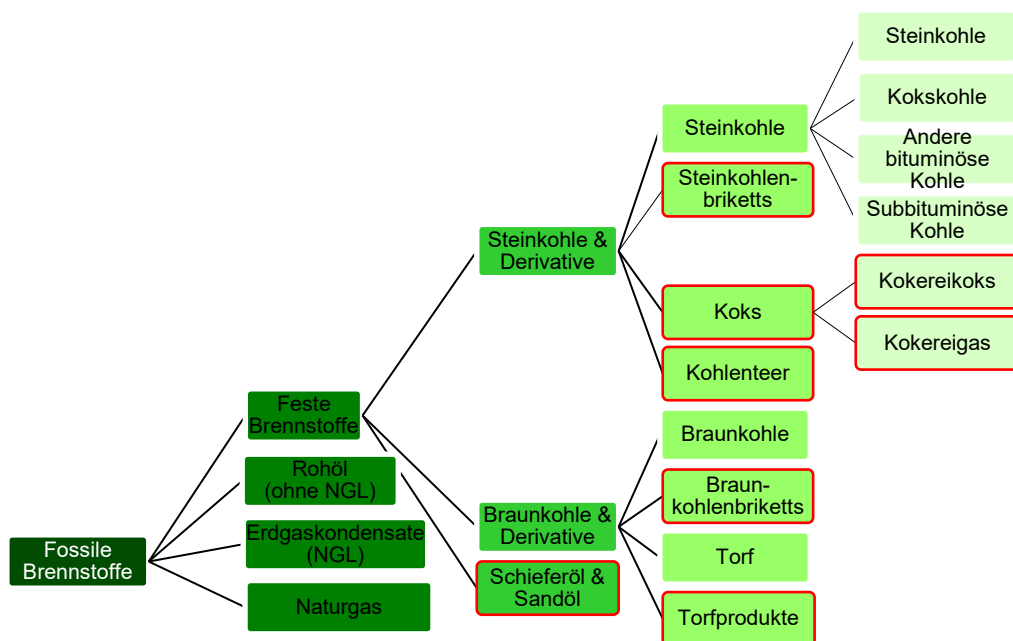 Steinkohle
Kokskohle
Andere
bituminöse
Kohle
Subbituminöse
Kohle
Kokereikoks
Kokereigas
Steinkohle
Steinkohlen-
briketts
Koks
Kohlenteer
Braunkohle
Braun-
kohlenbriketts
Torf
Torfprodukte
Steinkohle &
Derivative
Braunkohle &
Derivative
Schieferöl &
Sandöl
Feste
Brennstoffe
Rohöl
(ohne NGL)
Erdgaskondensate
(NGL)
Naturgas
Fossile
Brennstoffe